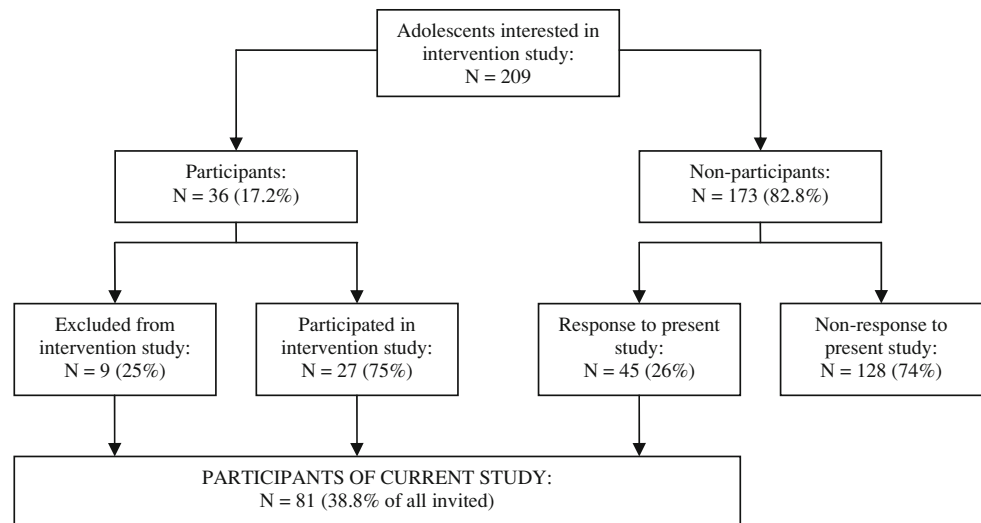 Adolescents interested in
intervention study:
N = 209
Participants:
N = 36 (17.2%)
Non-participants:
N = 173 (82.8%)
Excluded from
intervention study:
N = 9 (25%)
Participated in
intervention study:
N = 27 (75%)
Response to present
study:
N = 45 (26%)
Non-response to
present study:
N = 128 (74%)
PARTICIPANTS OF CURRENT STUDY:
N = 81 (38.8% of all invited)